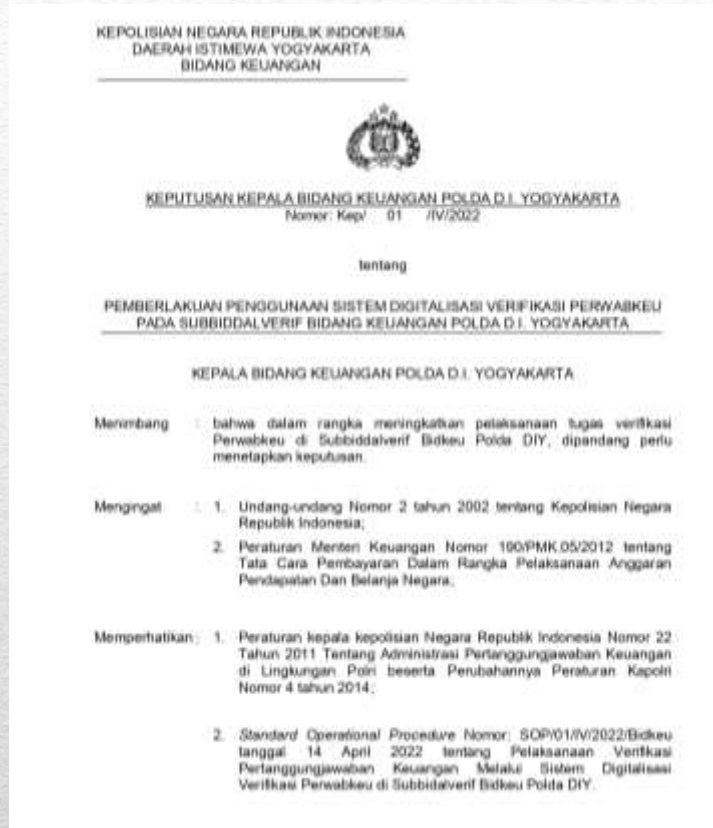 KEPOLISIAN NEGARA REPUBLIK INDONESIA
DAERAH ISTIMEWA YOGYAKARTA
BIDANG KEUANGAN
KEPUTUSAN KEPALA BIDANG KEUANGAN POLDA D.I. YOGYAKARTA
Nomor: Kep/ 01 /IV/2022
tentang
PEMBERLAKUAN PENGGUNAAN SISTEM DIGITALISASI VERIFIKASI PERWABKEU
PADA SUBBIDDALVERIF BIDANG KEUANGAN POLDA D.I. YOGYAKARTA
KEPALA BIDANG KEUANGAN POLDA D.I. YOGYAKARTA
Menimbang : bahwa dalam rangka meningkatkan pelaksanaan tugas verifikasi
Perwabkeu di Subbiddalverif Bidkeu Polda DIY, dipandang perlu
menetapkan keputusan.
Mengingat : 1. Undang-undang Nomor 2 tahun 2002 tentang Kepolisian Negara
Republik Indonesia;
2. Peraturan Menteri Keuangan Nomor 190/PMK.05/2012 tentang
Tata Cara Pembayaran Dalam Rangka Pelaksanaan Anggaran
Pendapatan Dan Belanja Negara;
Memperhatikan : 1. Peraturan kepala kepolisian Negara Republik Indonesia Nomor 22
Tahun 2011 Tentang Administrasi Pertanggungjawaban Keuangan
di Lingkungan Polri beserta Perubahannya Peraturan Kapolri
Nomor 4 tahun 2014;
2. Standard Operational Procedure Nomor: SOP/01/IV/2022/Bidkeu
tanggal 14 April 2022 tentang Pelaksanaan Verifikasi
Pertanggungjawaban Keuangan Melalui Sistem Digitalisasi
Verifikasi Perwabkeu di Subbidalverif Bidkeu Polda DIY.